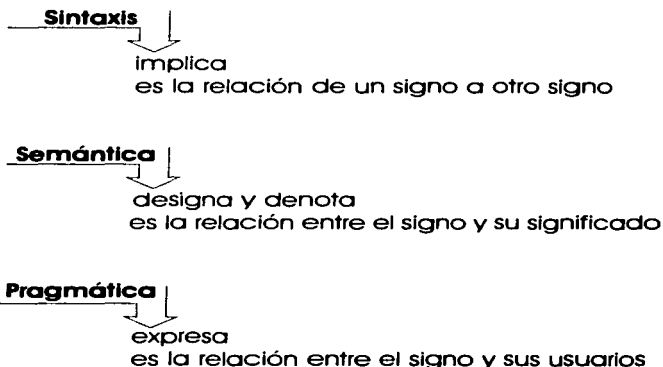 Sintaxis
implica
es la relación de un signo a otro signo
Semántica
designa y denota
es la relación entre el signo y su significado
Pragmática
expresa
es la relación entre el signo y sus usuarios